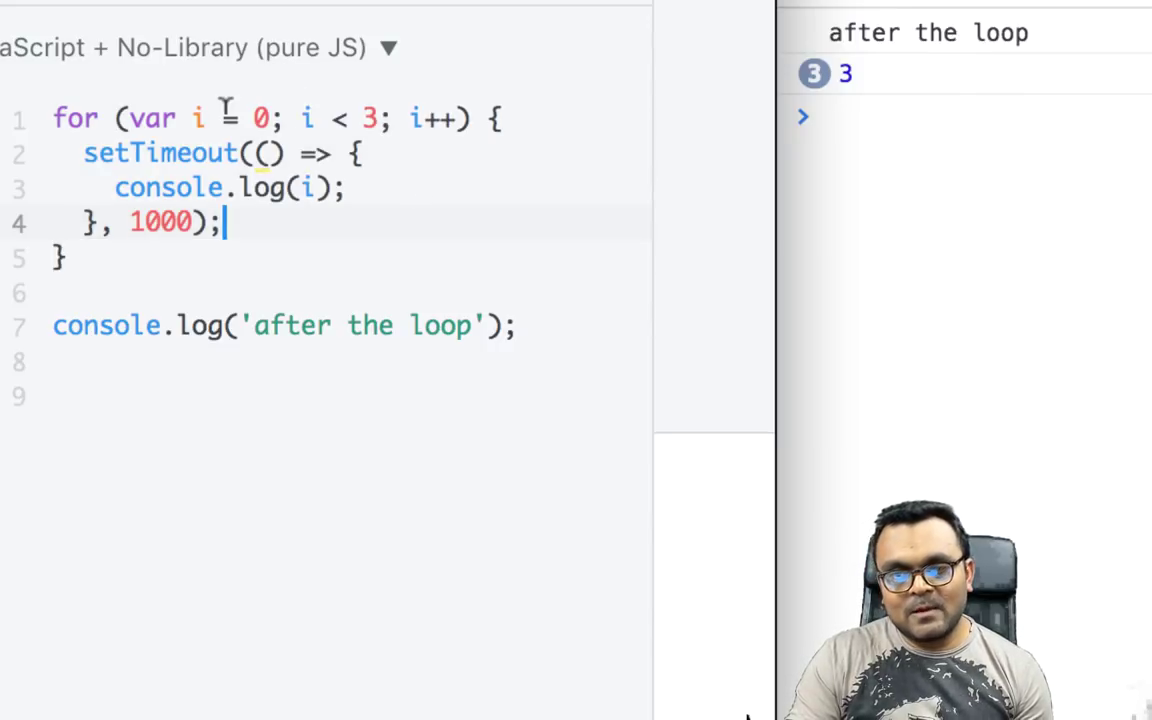 aScript + No-Library (pure JS) ▼
1 for (var i = 0; i < 3; i++) {
2 setTimeout(() => {
3 console.log(i);
4 }, 1000);
5 }
6
7 console.log('after the loop');
8
9
after the loop
3 3
>